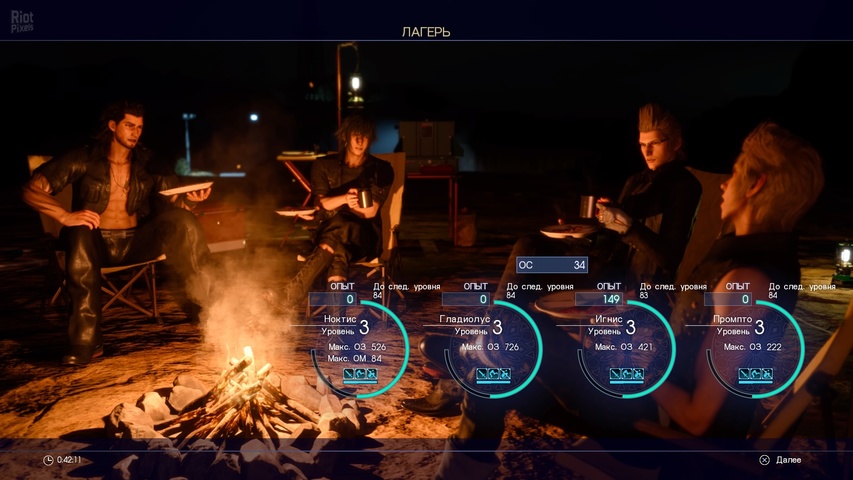 Riot
Pixels
ЛАГЕРЬ
ОС 34
ОПЫТ До след. уровня
0 84
Ноктис
Уровень 3
Макс. ОЗ 526
Макс. ОМ 84
ОПЫТ До след. уровня
0 84
Гладиолус
Уровень 3
Макс. ОЗ 726
ОПЫТ До след. уровня
149 83
Игнис
Уровень 3
Макс. ОЗ 421
ОПЫТ До след. уровня
0 84
Промпто
Уровень 3
Макс. ОЗ 222
0:42:11
Далее